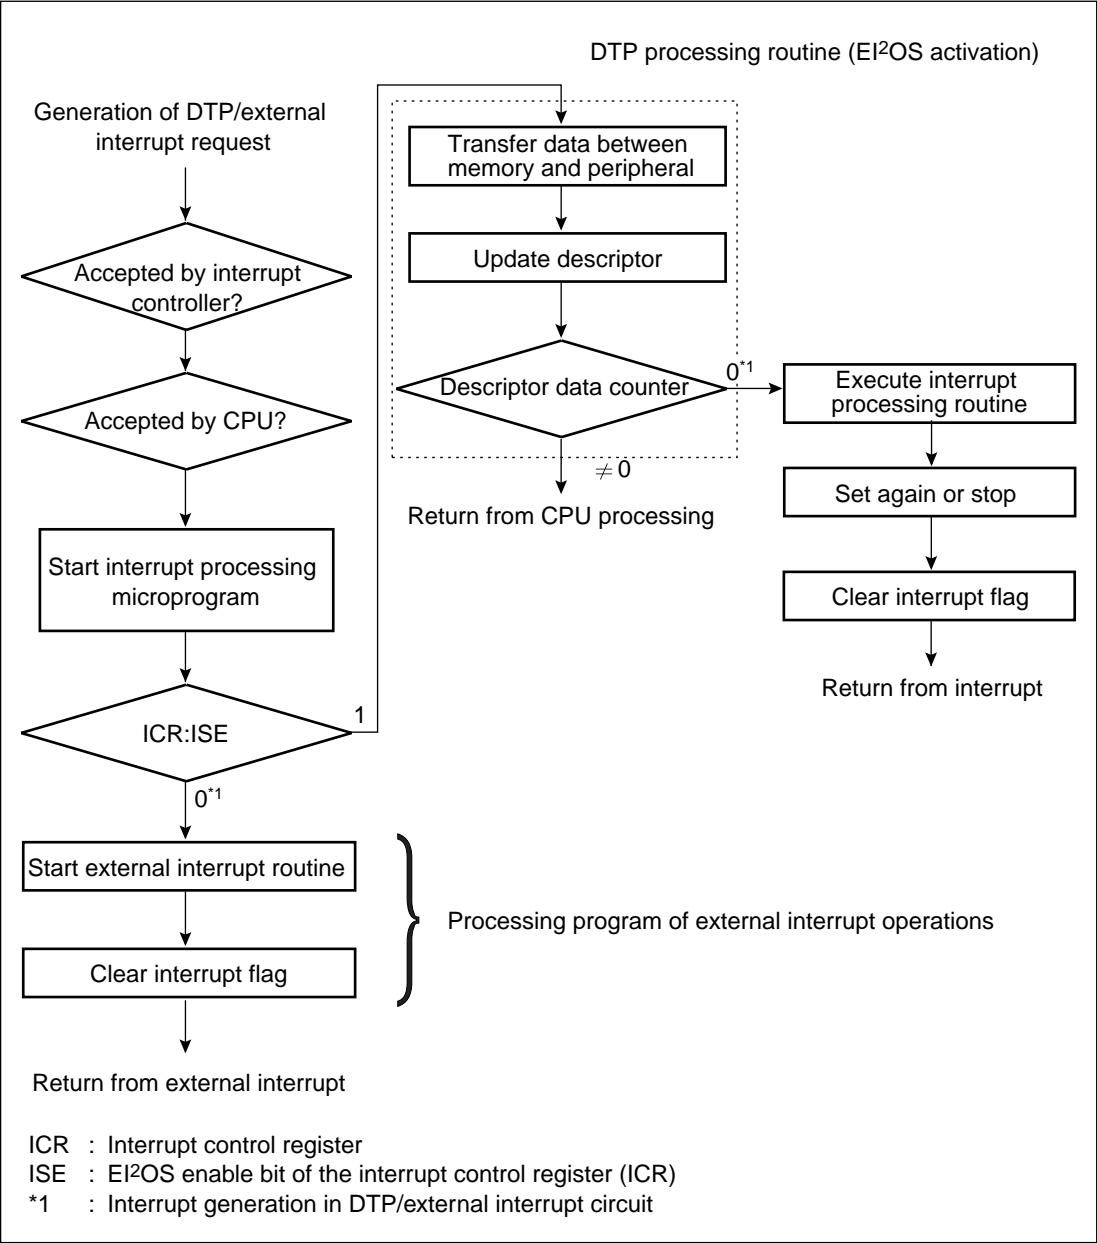 DTP processing routine (EI²OS activation)
Generation of DTP/external
interrupt request
Accepted by interrupt
controller?
Accepted by CPU?
Start interrupt processing
microprogram
ICR:ISE
1
0*1
Start external interrupt routine
Clear interrupt flag
Return from external interrupt
Processing program of external interrupt operations
Transfer data between
memory and peripheral
Update descriptor
Descriptor data counter
0*1
≠ 0
Return from CPU processing
Execute interrupt
processing routine
Set again or stop
Clear interrupt flag
Return from interrupt
ICR : Interrupt control register
ISE : EI²OS enable bit of the interrupt control register (ICR)
*1 : Interrupt generation in DTP/external interrupt circuit